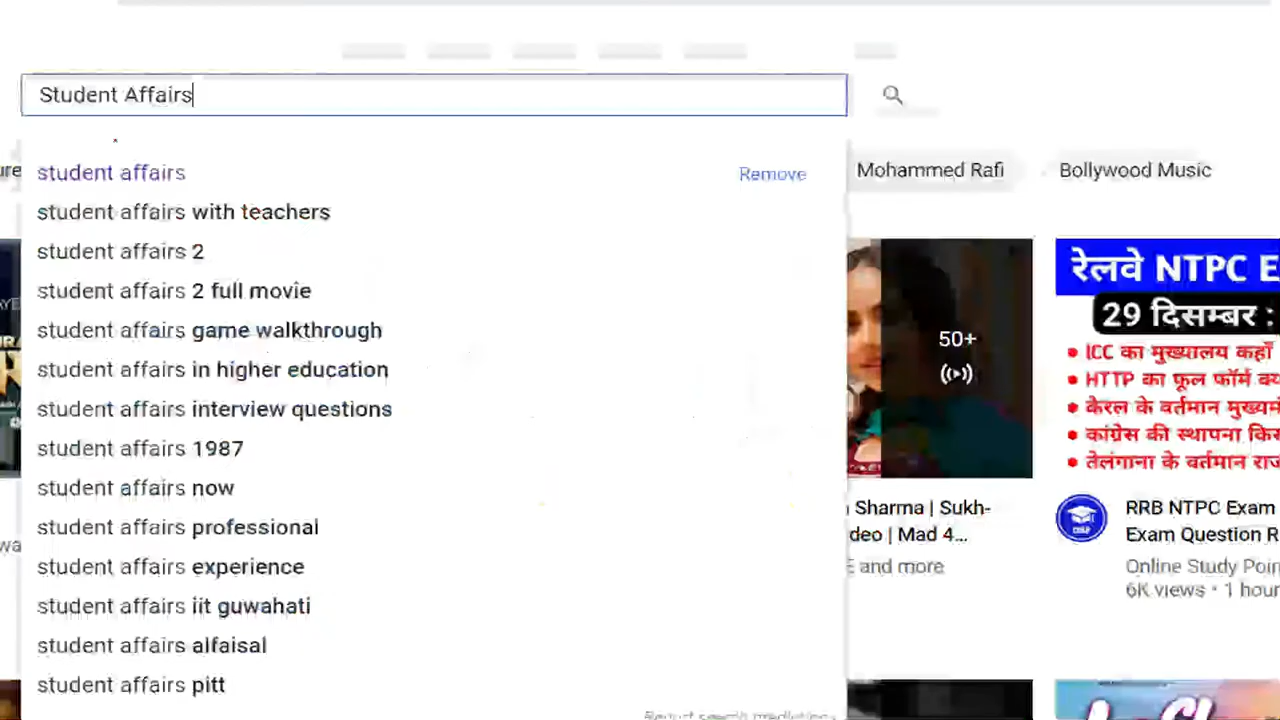 Student Affairs
student affairs
Remove
student affairs with teachers
student affairs 2
student affairs 2 full movie
student affairs game walkthrough
student affairs in higher education
student affairs interview questions
student affairs 1987
student affairs now
student affairs professional
student affairs experience
student affairs iit guwahati
student affairs alfaisal
student affairs pitt
Report search predictions
Mohammed Rafi
Bollywood Music
50+
Sharma | Sukh-
deo | Mad 4...
and more
रेलवे NTPC E
29 दिसम्बर :
ICC का मुख्यालय कहाँ
HTTP का फूल फॉर्म क्य
केरल के वर्तमान मुख्यमं
कांग्रेस की स्थापना किस
तेलंगाना के वर्तमान राज
RRB NTPC Exam
Exam Question R
Online Study Poin
6K views • 1 hour